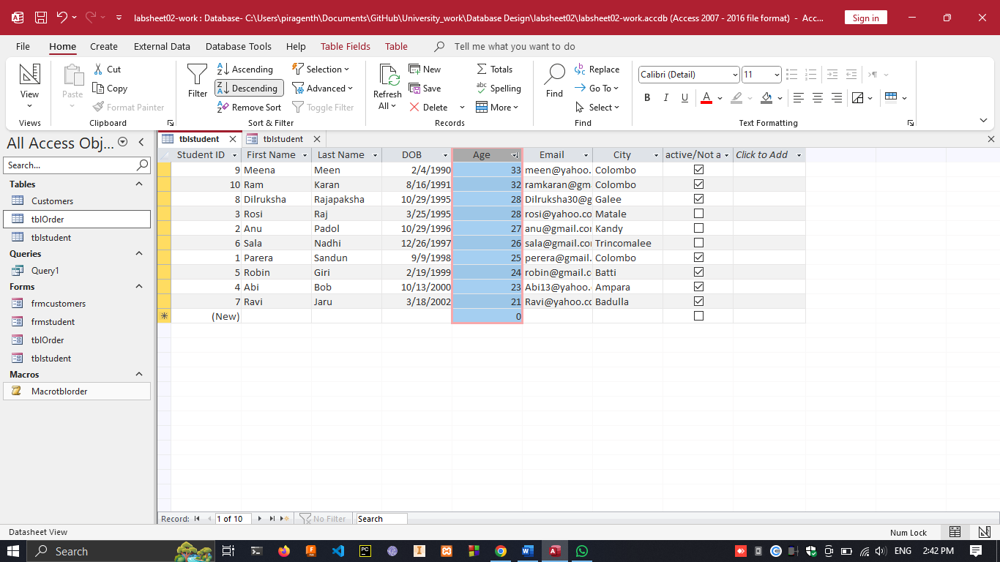 labsheet02-work : Database- C:\Users\piragenth\Documents\GitHub\University_work\Database Design\labsheet02\labsheet02-work.accdb (Access 2007 - 2016 file format) - Acc... Sign in
File Home Create External Data Database Tools Help Table Fields Table Tell me what you want to do
View
Views
Paste Cut Copy Format Painter
Clipboard
Filter Ascending Descending Remove Sort Selection Advanced Toggle Filter
Sort & Filter
Refresh All New Save Delete Totals Spelling More
Records
Find Replace Go To Select
Find
Calibri (Detail) 11
B I U A
Text Formatting
All Access Obj...
Search...
Tables
Customers
tblOrder
tblstudent
Queries
Query1
Forms
frmcustomers
frmstudent
tblOrder
tblstudent
Macros
Macrotblorder
tblstudent tblstudent
Student ID First Name Last Name DOB Age Email City active/Not a Click to Add
9 Meena Meen 2/4/1990 33 meen@yahoo. Colombo
10 Ram Karan 8/16/1991 32 ramkaran@gma Colombo
8 Dilruksha Rajapaksha 10/29/1995 28 Dilruksha30@g Galee
3 Rosi Raj 3/25/1995 28 rosi@yahoo.co Matale
2 Anu Padol 10/29/1996 27 anu@gmail.cor Kandy
6 Sala Nadhi 12/26/1997 26 sala@gmail.cor Trincomalee
1 Parera Sandun 9/9/1998 25 perera@gmail. Colombo
5 Robin Giri 2/19/1999 24 robin@gmail.c Batti
4 Abi Bob 10/13/2000 23 Abi13@yahoo. Ampara
7 Ravi Jaru 3/18/2002 21 Ravi@yahoo.co Badulla
(New) 0
Record: 1 of 10 No Filter Search
Datasheet View Num Lock
Search ENG 2:42 PM